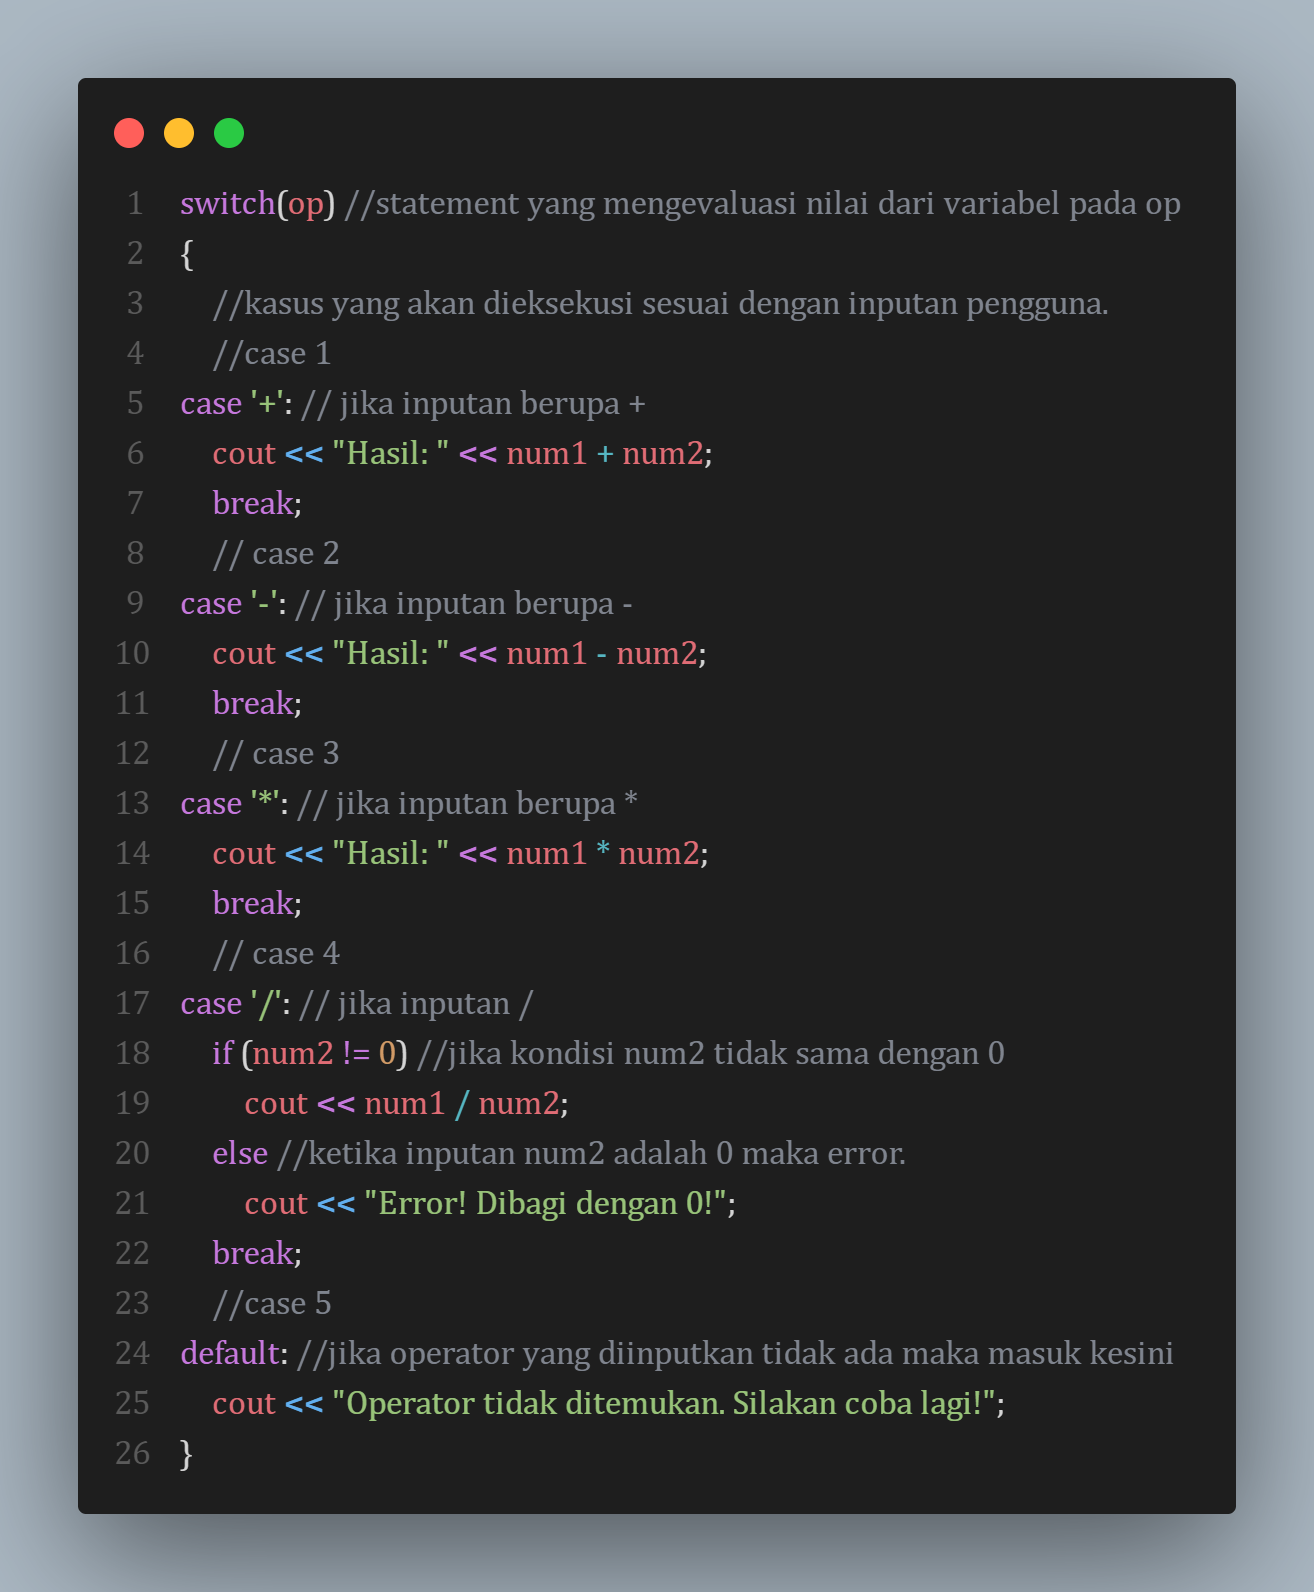 1 switch(op) //statement yang mengevaluasi nilai dari variabel pada op
2 {
3 //kasus yang akan dieksekusi sesuai dengan inputan pengguna.
4 //case 1
5 case '+': // jika inputan berupa +
6 cout << "Hasil: " << num1 + num2;
7 break;
8 // case 2
9 case '-': // jika inputan berupa -
10 cout << "Hasil: " << num1 - num2;
11 break;
12 // case 3
13 case '*': // jika inputan berupa *
14 cout << "Hasil: " << num1 * num2;
15 break;
16 // case 4
17 case '/': // jika inputan /
18 if (num2 != 0) //jika kondisi num2 tidak sama dengan 0
19 cout << num1 / num2;
20 else //ketika inputan num2 adalah 0 maka error.
21 cout << "Error! Dibagi dengan 0!";
22 break;
23 //case 5
24 default: //jika operator yang diinputkan tidak ada maka masuk kesini
25 cout << "Operator tidak ditemukan. Silakan coba lagi!";
26 }